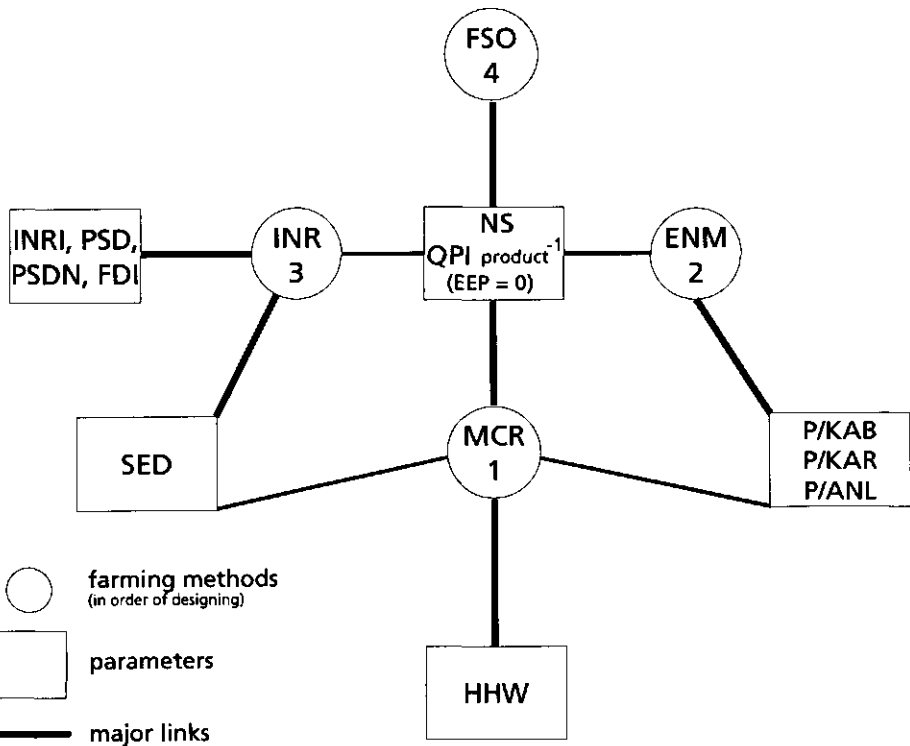 FSO
4
INRI, PSD,
PSDN, FDI
INR
3
NS
QPI product⁻¹
(EEP = 0)
ENM
2
SED
MCR
1
P/KAB
P/KAR
P/ANL
HHW
farming methods
(in order of designing)
parameters
major links